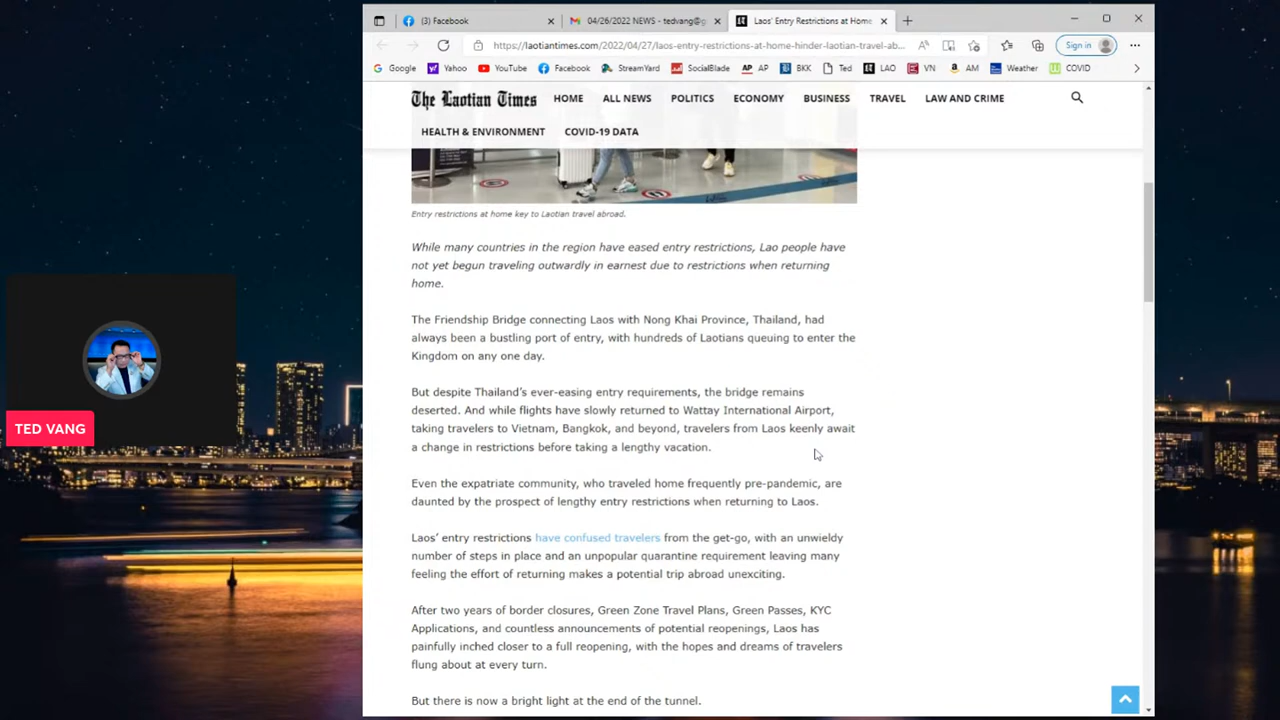 (3) Facebook
04/26/2022 NEWS - tedvang@g
Laos' Entry Restrictions at Home
https://laotiantimes.com/2022/04/27/laos-entry-restrictions-at-home-hinder-laotian-travel-ab...
Sign in
Google Yahoo YouTube Facebook StreamYard SocialBlade AP AP BKK Ted LAO VN AM Weather COVID
The Laotian Times HOME ALL NEWS POLITICS ECONOMY BUSINESS TRAVEL LAW AND CRIME
HEALTH & ENVIRONMENT COVID-19 DATA
Entry restrictions at home key to Laotian travel abroad.
While many countries in the region have eased entry restrictions, Lao people have
not yet begun traveling outwardly in earnest due to restrictions when returning
home.
The Friendship Bridge connecting Laos with Nong Khai Province, Thailand, had
always been a bustling port of entry, with hundreds of Laotians queuing to enter the
Kingdom on any one day.
But despite Thailand's ever-easing entry requirements, the bridge remains
deserted. And while flights have slowly returned to Wattay International Airport,
taking travelers to Vietnam, Bangkok, and beyond, travelers from Laos keenly await
a change in restrictions before taking a lengthy vacation.
Even the expatriate community, who traveled home frequently pre-pandemic, are
daunted by the prospect of lengthy entry restrictions when returning to Laos.
Laos' entry restrictions have confused travelers from the get-go, with an unwieldy
number of steps in place and an unpopular quarantine requirement leaving many
feeling the effort of returning makes a potential trip abroad unexciting.
After two years of border closures, Green Zone Travel Plans, Green Passes, KYC
Applications, and countless announcements of potential reopenings, Laos has
painfully inched closer to a full reopening, with the hopes and dreams of travelers
flung about at every turn.
But there is now a bright light at the end of the tunnel.
TED VANG